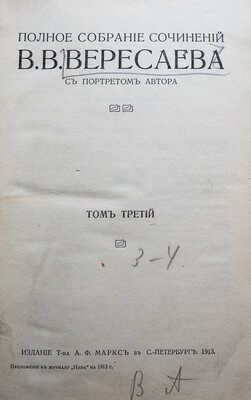 ПОЛНОЕ СОБРАНІЕ СОЧИНЕНІЙ
В.В.ВЕРЕСАЕВА
СЪ ПОРТРЕТОМЪ АВТОРА
ТОМЪ ТРЕТІЙ
3-4
ИЗДАНІЕ Т-ва А. Ф. МАРКСЪ въ С.-ПЕТЕРБУРГѢ. 1913.
Приложеніе къ журналу „Нива“ на 1913 г.
В А